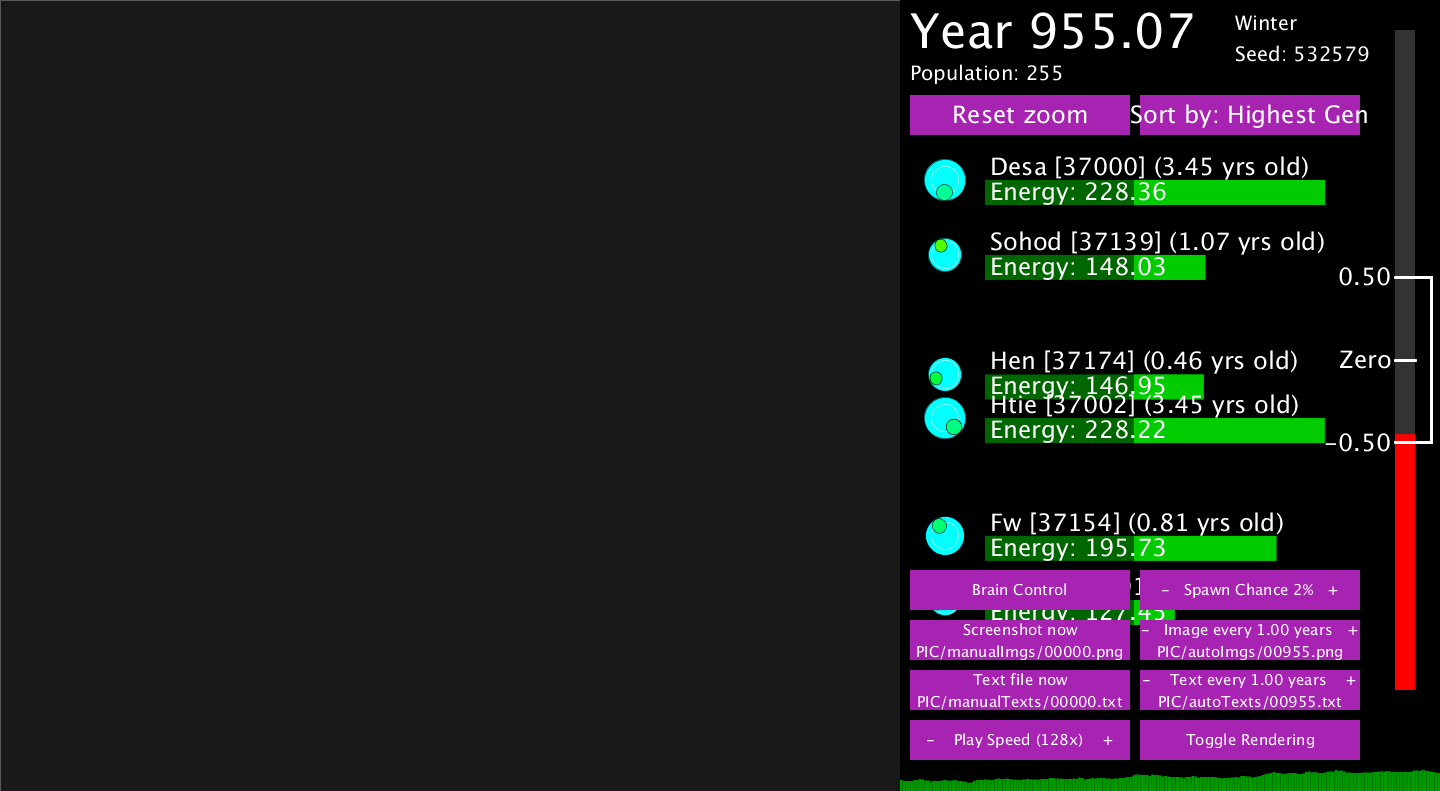 Year 955.07
Winter
Seed: 532579
Population: 255
Reset zoom
Sort by: Highest Gen
Desa [37000] (3.45 yrs old)
Energy: 228.36
Sohod [37139] (1.07 yrs old)
Energy: 148.03
0.50
Zero
Hen [37174] (0.46 yrs old)
Energy: 146.95
Htie [37002] (3.45 yrs old)
Energy: 228.22
-0.50
Fw [37154] (0.81 yrs old)
Energy: 195.73
Brain Control
- Spawn Chance 2% +
Energy: 127.45
Screenshot now
PIC/manualImgs/00000.png
- Image every 1.00 years +
PIC/autoImgs/00955.png
Text file now
PIC/manualTexts/00000.txt
- Text every 1.00 years +
PIC/autoTexts/00955.txt
- Play Speed (128x) +
Toggle Rendering